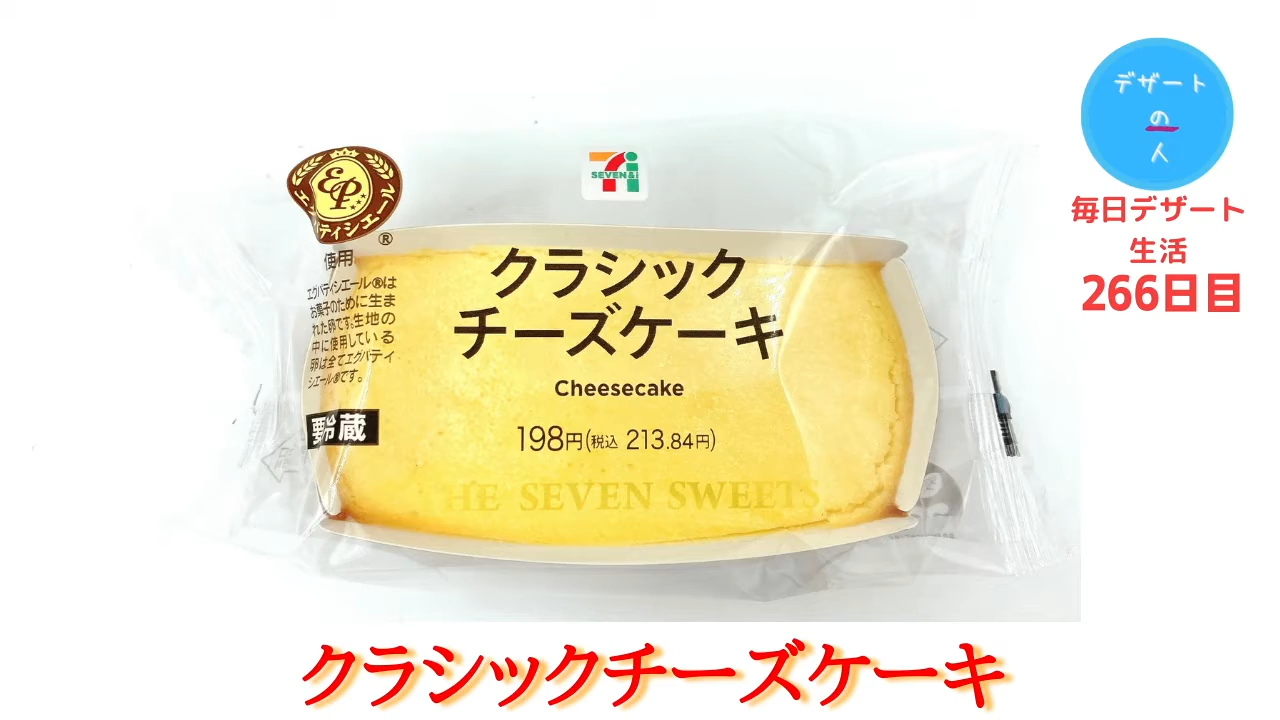 デザート
の
人
毎日デザート
生活
266日目
SEVEN&i
EP
エッグパティシエール
®
使用
エグパティシエール®は
お菓子のために生ま
れた卵です。生地の
中に使用している
卵は全てエグパティ
シエール®です。
要冷蔵
クラシック
チーズケーキ
Cheesecake
198円(税込 213.84円)
THE SEVEN SWEETS
クラシックチーズケーキ